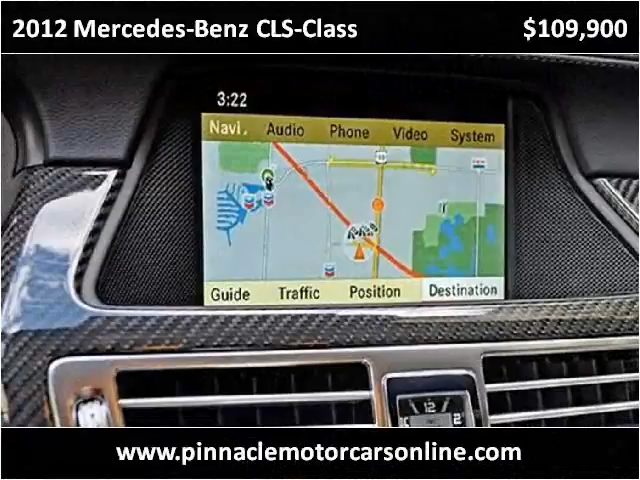 2012 Mercedes-Benz CLS-Class $109,900
3:22
Navi. Audio Phone Video System
Guide Traffic Position Destination
12
www.pinnaclemotorcarsonline.com